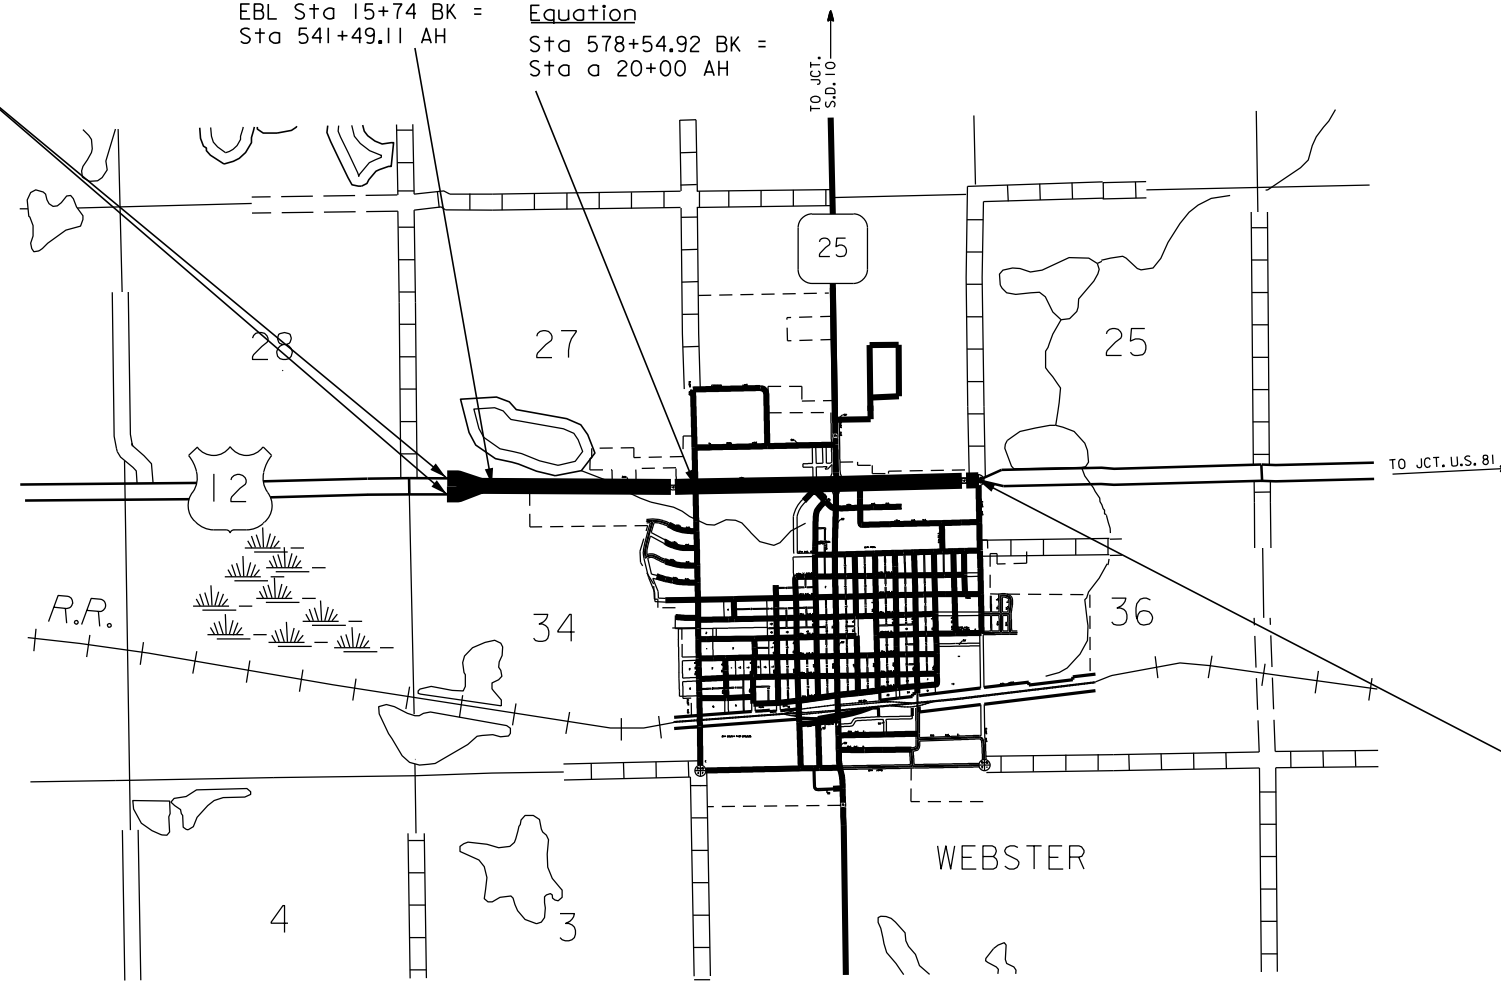 EBL Sta 15+74 BK =
Sta 541+49.11 AH
Equation
Sta 578+54.92 BK =
Sta a 20+00 AH
TO JCT.
S.D. 10
25
28
27
25
12
TO JCT. U.S. 81
R.R.
34
36
WEBSTER
4
3